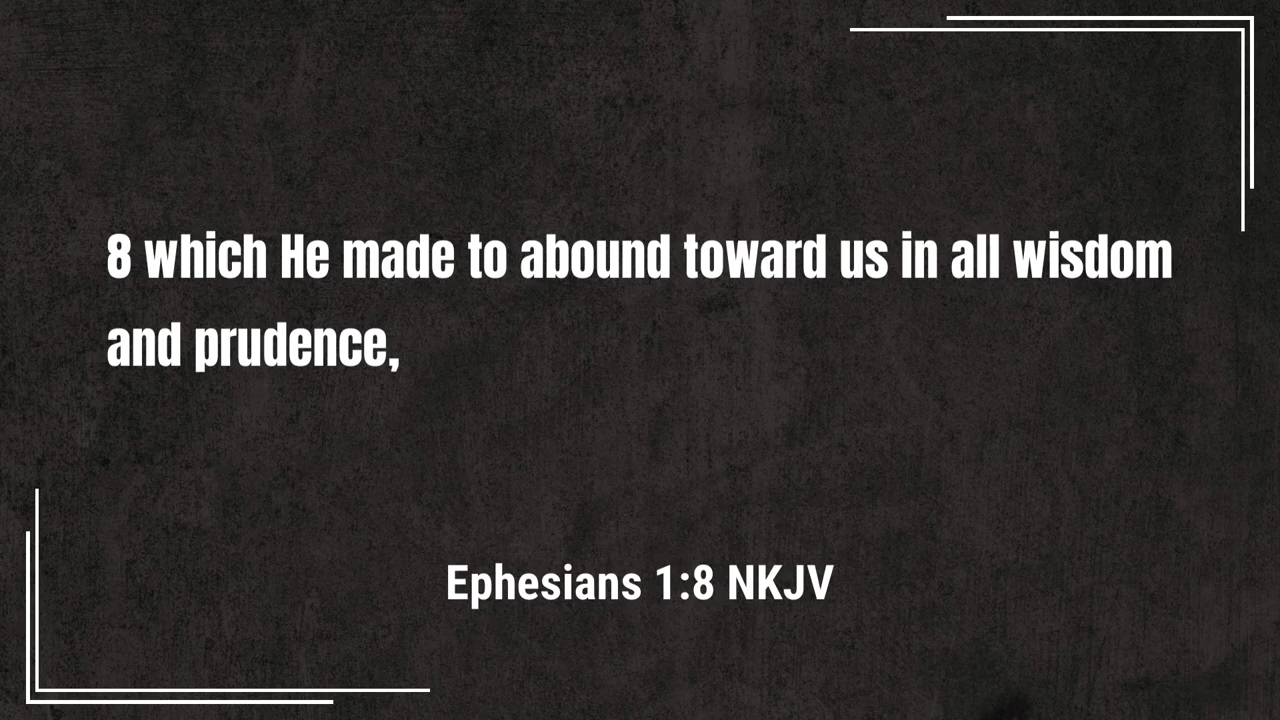 8 which He made to abound toward us in all wisdom
and prudence,
Ephesians 1:8 NKJV